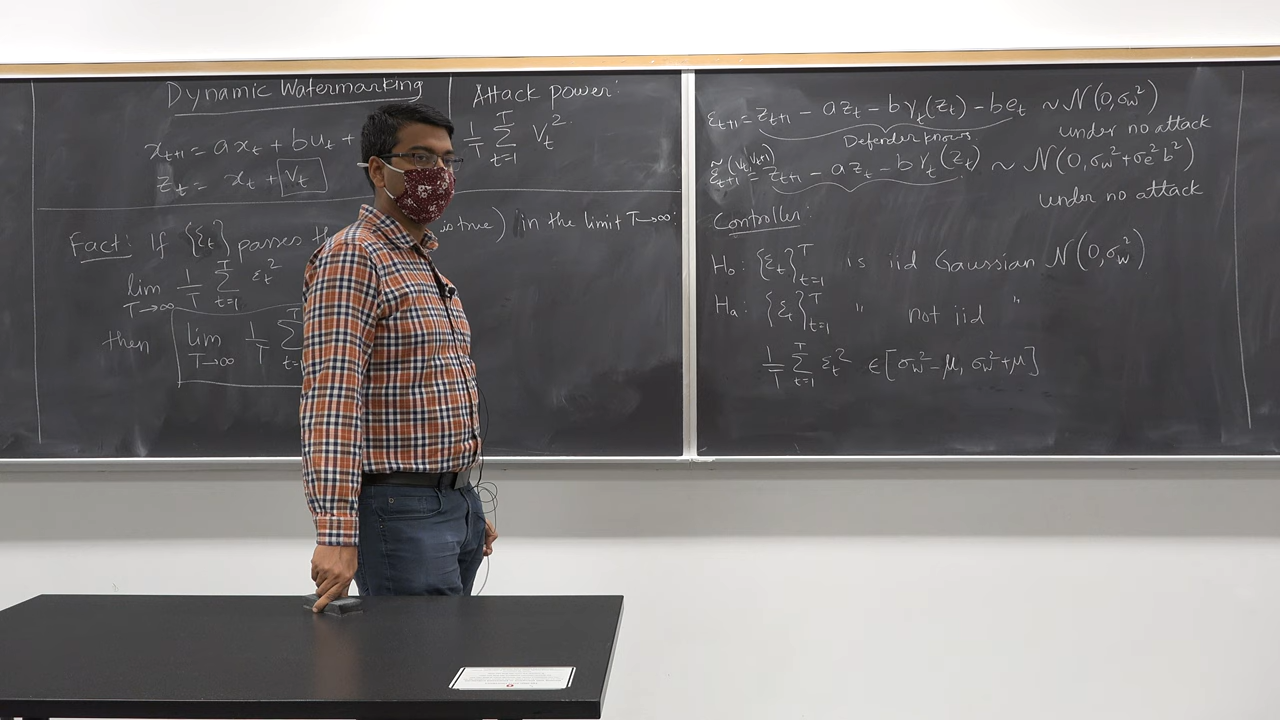 Dynamic Watermarking
x_{t+1} = a x_t + b u_t +
z_t = x_t + v_t
Attack power:
1/T Σ_{t=1}^{T} v_t^2
Fact: If {ε_t} passes th is true) in the limit T→∞:
lim_{T→∞} 1/T Σ_{t=1}^{T} ε_t^2
then lim_{T→∞} 1/T Σ
ε_{t+1} = z_{t+1} - a z_t - b γ_t(z_t) - b e_t ~ N(0, σ_w^2)
under no attack
Defender knows
ε̃_{t+1}^{(v_t, v_{t+1})} = z_{t+1} - a z_t - b γ_t(z_t) ~ N(0, σ_w^2 + σ_e^2 b^2)
under no attack
Controller:
H_0: {ε_t}_{t=1}^{T} is iid Gaussian N(0, σ_w^2)
H_a: {ε_t}_{t=1}^{T} " not iid "
1/T Σ_{t=1}^{T} ε_t^2 ∈ [σ_w^2 - μ, σ_w^2 + μ]